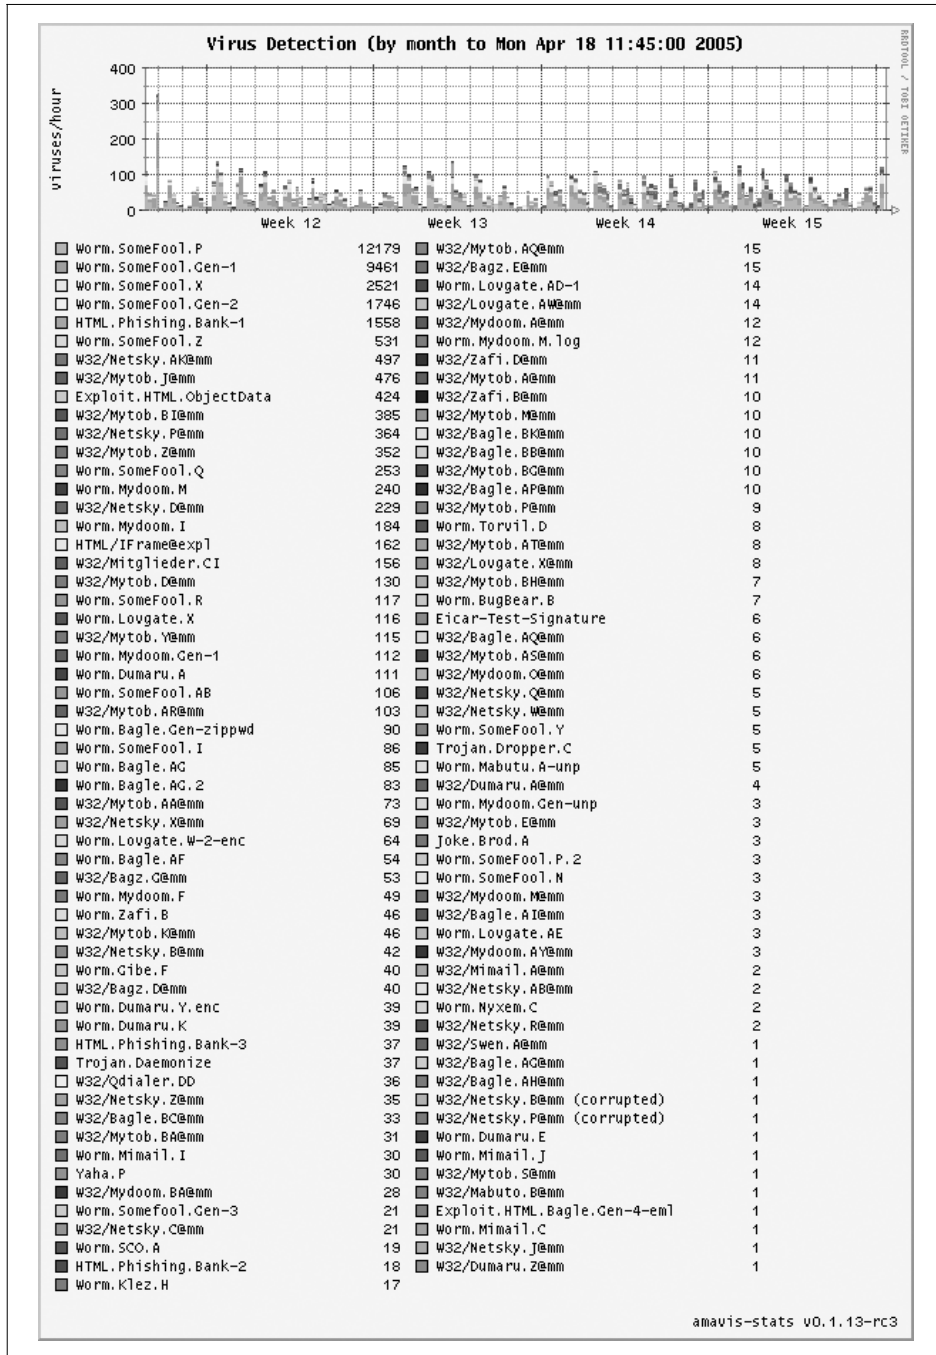 Virus Detection (by month to Mon Apr 18 11:45:00 2005)
RRDTOOL / TOBI OETIKER
viruses/hour
400
300
200
100
0
Week 12 Week 13 Week 14 Week 15
Worm.SomeFool.P 12179 W32/Mytob.AQ@mm 15
Worm.SomeFool.Gen-1 9461 W32/Bagz.E@mm 15
Worm.SomeFool.X 2521 Worm.Lovgate.AD-1 14
Worm.SomeFool.Gen-2 1746 W32/Lovgate.AW@mm 14
HTML.Phishing.Bank-1 1558 W32/Mydoom.A@mm 12
Worm.SomeFool.Z 531 Worm.Mydoom.M.log 12
W32/Netsky.AK@mm 497 W32/Zafi.D@mm 11
W32/Mytob.J@mm 476 W32/Mytob.A@mm 11
Exploit.HTML.ObjectData 424 W32/Zafi.B@mm 10
W32/Mytob.BI@mm 385 W32/Mytob.M@mm 10
W32/Netsky.P@mm 364 W32/Bagle.BK@mm 10
W32/Mytob.Z@mm 352 W32/Bagle.BB@mm 10
Worm.SomeFool.Q 253 W32/Mytob.BG@mm 10
Worm.Mydoom.M 240 W32/Bagle.AP@mm 10
W32/Netsky.D@mm 229 W32/Mytob.P@mm 9
Worm.Mydoom.I 184 Worm.Torvil.D 8
HTML/IFrame@expl 162 W32/Mytob.AT@mm 8
W32/Mitglieder.CI 156 W32/Lovgate.X@mm 8
W32/Mytob.D@mm 130 W32/Mytob.BH@mm 7
Worm.SomeFool.R 117 Worm.BugBear.B 7
Worm.Lovgate.X 116 Eicar-Test-Signature 6
W32/Mytob.Y@mm 115 W32/Bagle.AQ@mm 6
Worm.Mydoom.Gen-1 112 W32/Mytob.AS@mm 6
Worm.Dumaru.A 111 W32/Mydoom.O@mm 6
Worm.SomeFool.AB 106 W32/Netsky.Q@mm 5
W32/Mytob.AR@mm 103 W32/Netsky.W@mm 5
Worm.Bagle.Gen-zippwd 90 Worm.SomeFool.Y 5
Worm.SomeFool.I 86 Trojan.Dropper.C 5
Worm.Bagle.AG 85 Worm.Mabutu.A-unp 5
Worm.Bagle.AG.2 83 W32/Dumaru.A@mm 4
W32/Mytob.AA@mm 73 Worm.Mydoom.Gen-unp 3
W32/Netsky.X@mm 69 W32/Mytob.E@mm 3
Worm.Lovgate.W-2-enc 64 Joke.Brod.A 3
Worm.Bagle.AF 54 Worm.SomeFool.P.2 3
W32/Bagz.G@mm 53 Worm.SomeFool.N 3
Worm.Mydoom.F 49 W32/Mydoom.M@mm 3
Worm.Zafi.B 46 W32/Bagle.AI@mm 3
W32/Mytob.K@mm 46 Worm.Lovgate.AE 3
W32/Netsky.B@mm 42 W32/Mydoom.AY@mm 3
Worm.Gibe.F 40 W32/Mimail.A@mm 2
W32/Bagz.D@mm 40 W32/Netsky.AB@mm 2
Worm.Dumaru.Y.enc 39 Worm.Nyxem.C 2
Worm.Dumaru.K 39 W32/Netsky.R@mm 2
HTML.Phishing.Bank-3 37 W32/Swen.A@mm 1
Trojan.Daemonize 37 W32/Bagle.AG@mm 1
W32/Qdialer.DD 36 W32/Bagle.AH@mm 1
W32/Netsky.Z@mm 35 W32/Netsky.B@mm (corrupted) 1
W32/Bagle.BC@mm 33 W32/Netsky.P@mm (corrupted) 1
W32/Mytob.BA@mm 31 Worm.Dumaru.E 1
Worm.Mimail.I 30 Worm.Mimail.J 1
Yaha.P 30 W32/Mytob.S@mm 1
W32/Mydoom.BA@mm 28 W32/Mabuto.B@mm 1
Worm.Somefool.Gen-3 21 Exploit.HTML.Bagle.Gen-4-eml 1
W32/Netsky.C@mm 21 Worm.Mimail.C 1
Worm.SCO.A 19 W32/Netsky.J@mm 1
HTML.Phishing.Bank-2 18 W32/Dumaru.Z@mm 1
Worm.Klez.H 17
amavis-stats v0.1.13-rc3